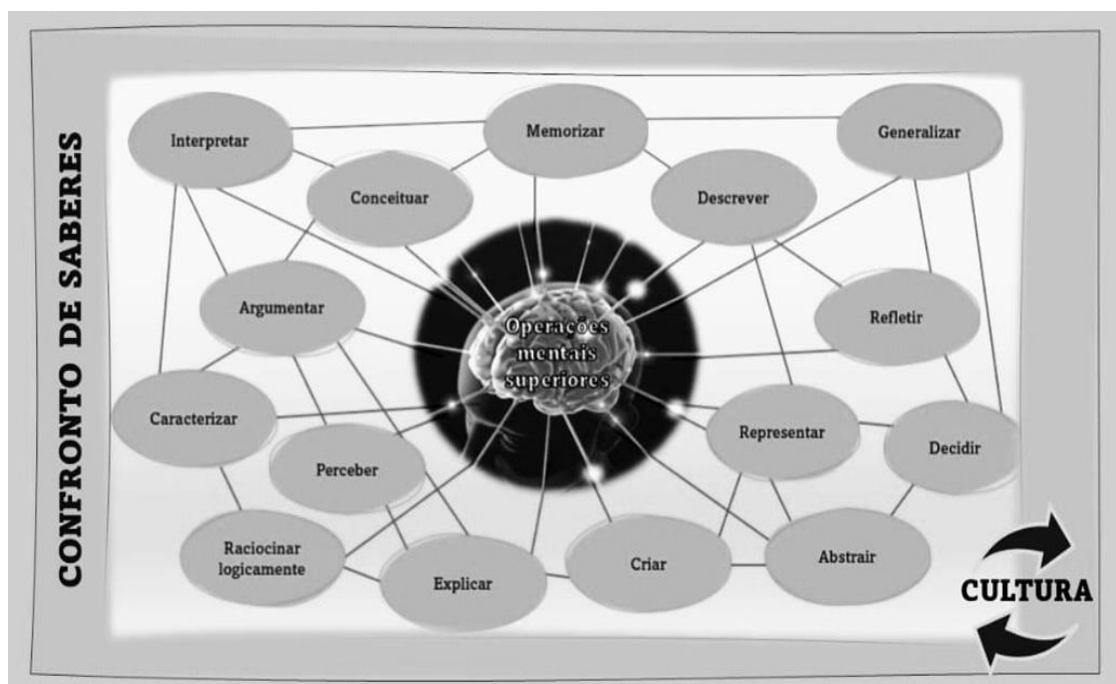 CONFRONTO DE SABERES
Interpretar
Memorizar
Generalizar
Conceituar
Descrever
Argumentar
Refletir
Operações
mentais
superiores
Caracterizar
Perceber
Representar
Decidir
Raciocinar
logicamente
Explicar
Criar
Abstrair
CULTURA